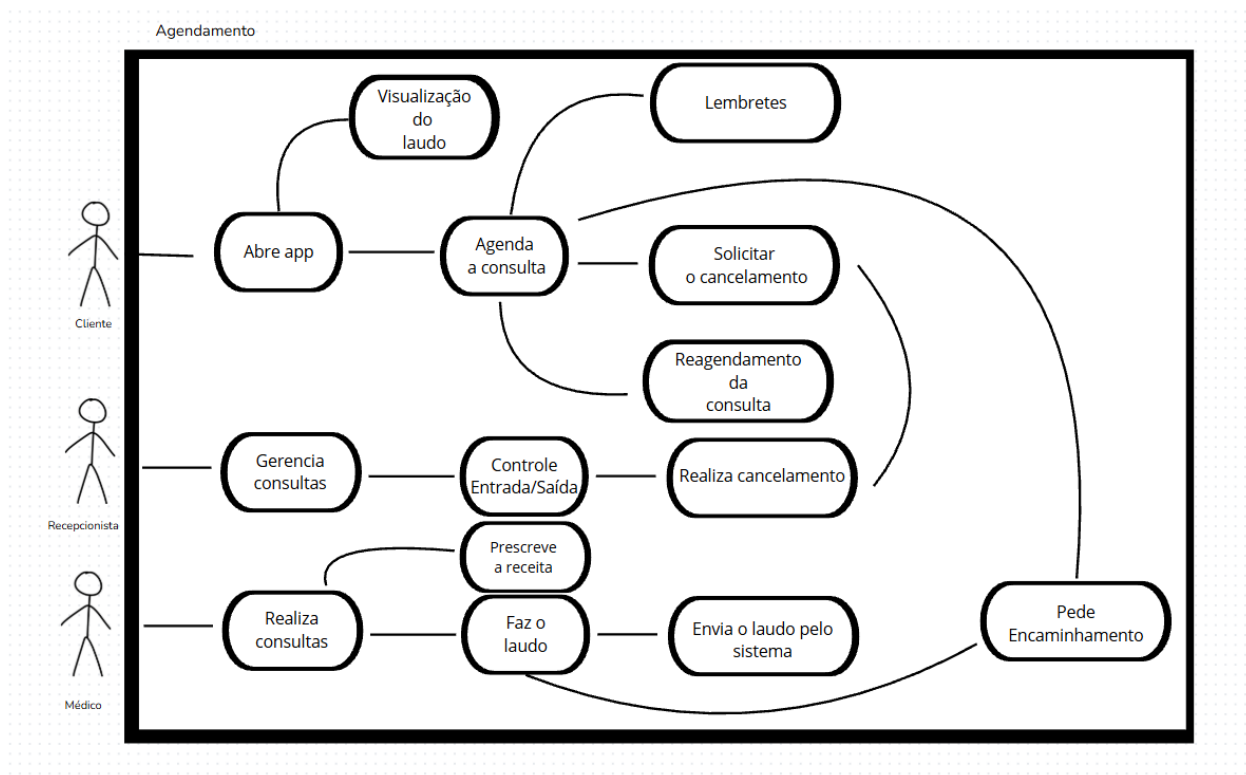 Agendamento
Visualização
do
laudo
Lembretes
Abre app
Agenda
a consulta
Solicitar
o cancelamento
Cliente
Reagendamento
da
consulta
Gerencia
consultas
Controle
Entrada/Saída
Realiza cancelamento
Recepcionista
Prescreve
a receita
Realiza
consultas
Faz o
laudo
Envia o laudo pelo
sistema
Pede
Encaminhamento
Médico